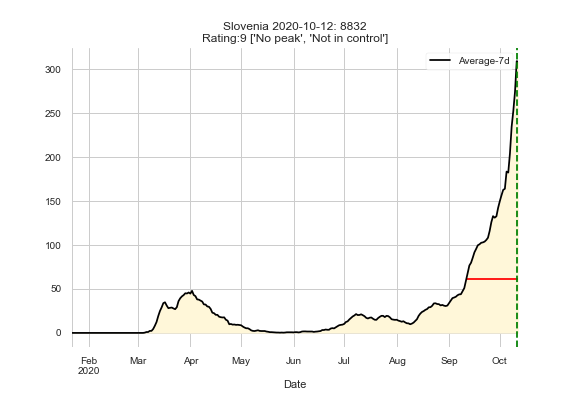 Slovenia 2020-10-12: 8832
Rating:9 ['No peak', 'Not in control']
Average-7d
300
250
200
150
100
50
0
Feb Mar Apr May Jun Jul Aug Sep Oct
2020
Date